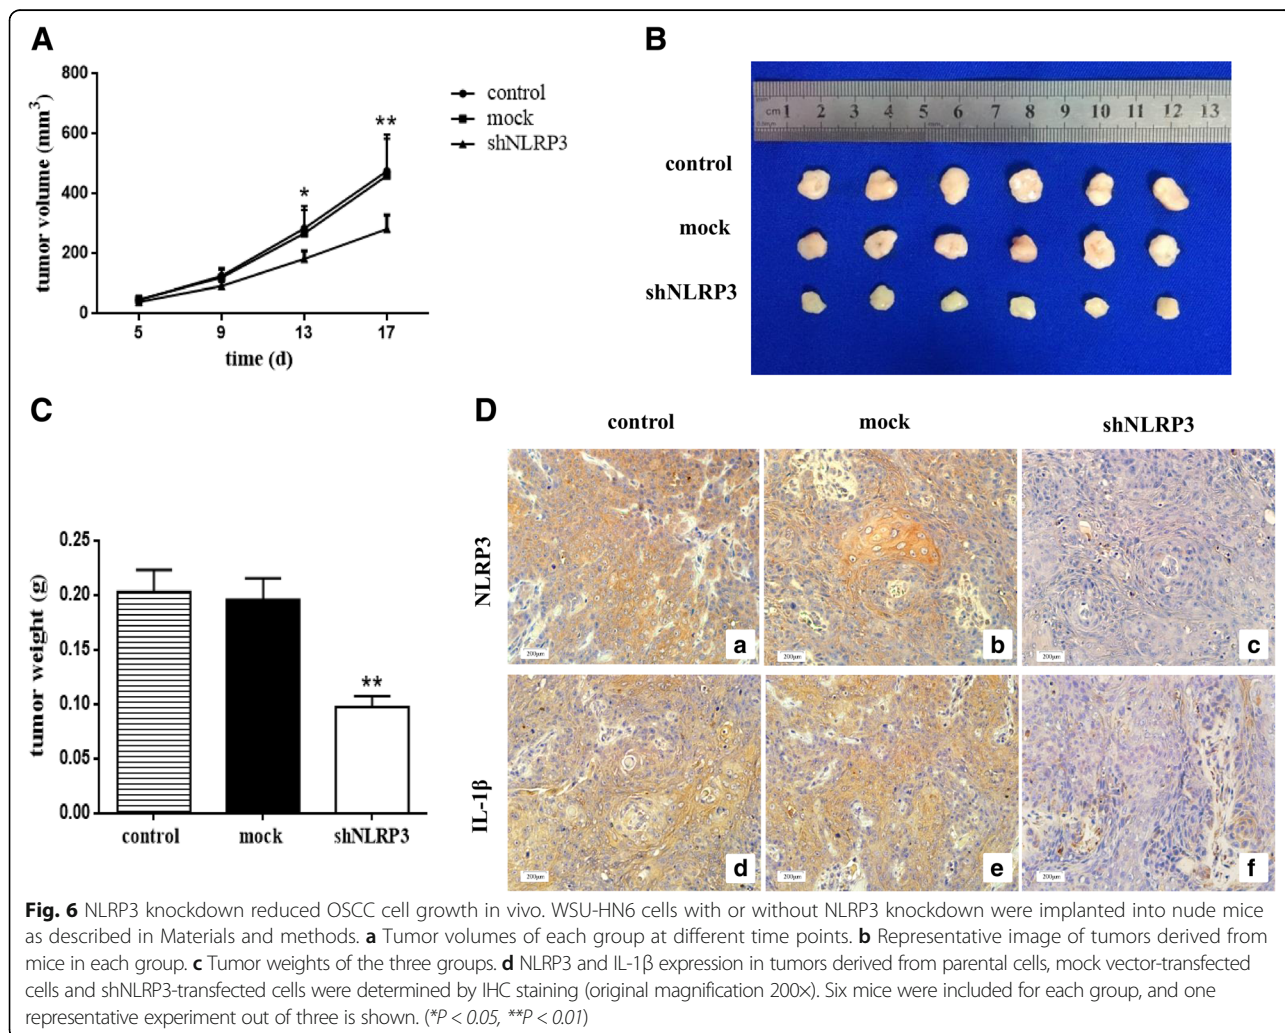 A
800
600
400
200
0
tumor volume (mm³)
5 9 13 17
time (d)
*
**
control
mock
shNLRP3
B
cm 1 2 3 4 5 6 7 8 9 10 11 12 13
control
mock
shNLRP3
C
0.25
0.20
0.15
0.10
0.05
0.00
tumor weight (g)
**
control mock shNLRP3
D
control mock shNLRP3
NLRP3
200μm a
200μm b
200μm c
IL-1β
200μm d
200μm e
200μm f
Fig. 6 NLRP3 knockdown reduced OSCC cell growth in vivo. WSU-HN6 cells with or without NLRP3 knockdown were implanted into nude mice
as described in Materials and methods. a Tumor volumes of each group at different time points. b Representative image of tumors derived from
mice in each group. c Tumor weights of the three groups. d NLRP3 and IL-1β expression in tumors derived from parental cells, mock vector-transfected
cells and shNLRP3-transfected cells were determined by IHC staining (original magnification 200×). Six mice were included for each group, and one
representative experiment out of three is shown. (*P < 0.05, **P < 0.01)